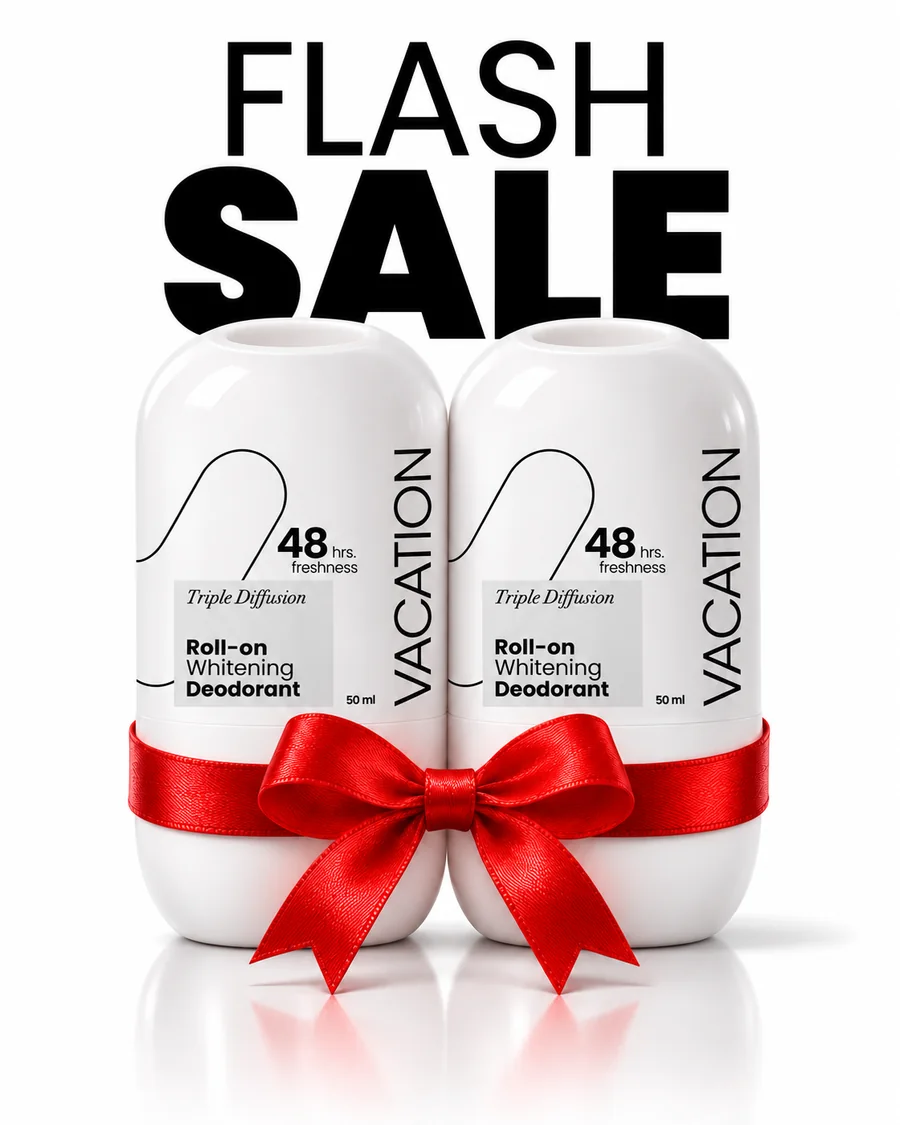 FLASH
SALE
48 hrs.
freshness
Triple Diffusion
Roll-on
Whitening
Deodorant
50 ml
VACATION
48 hrs.
freshness
Triple Diffusion
Roll-on
Whitening
Deodorant
50 ml
VACATION